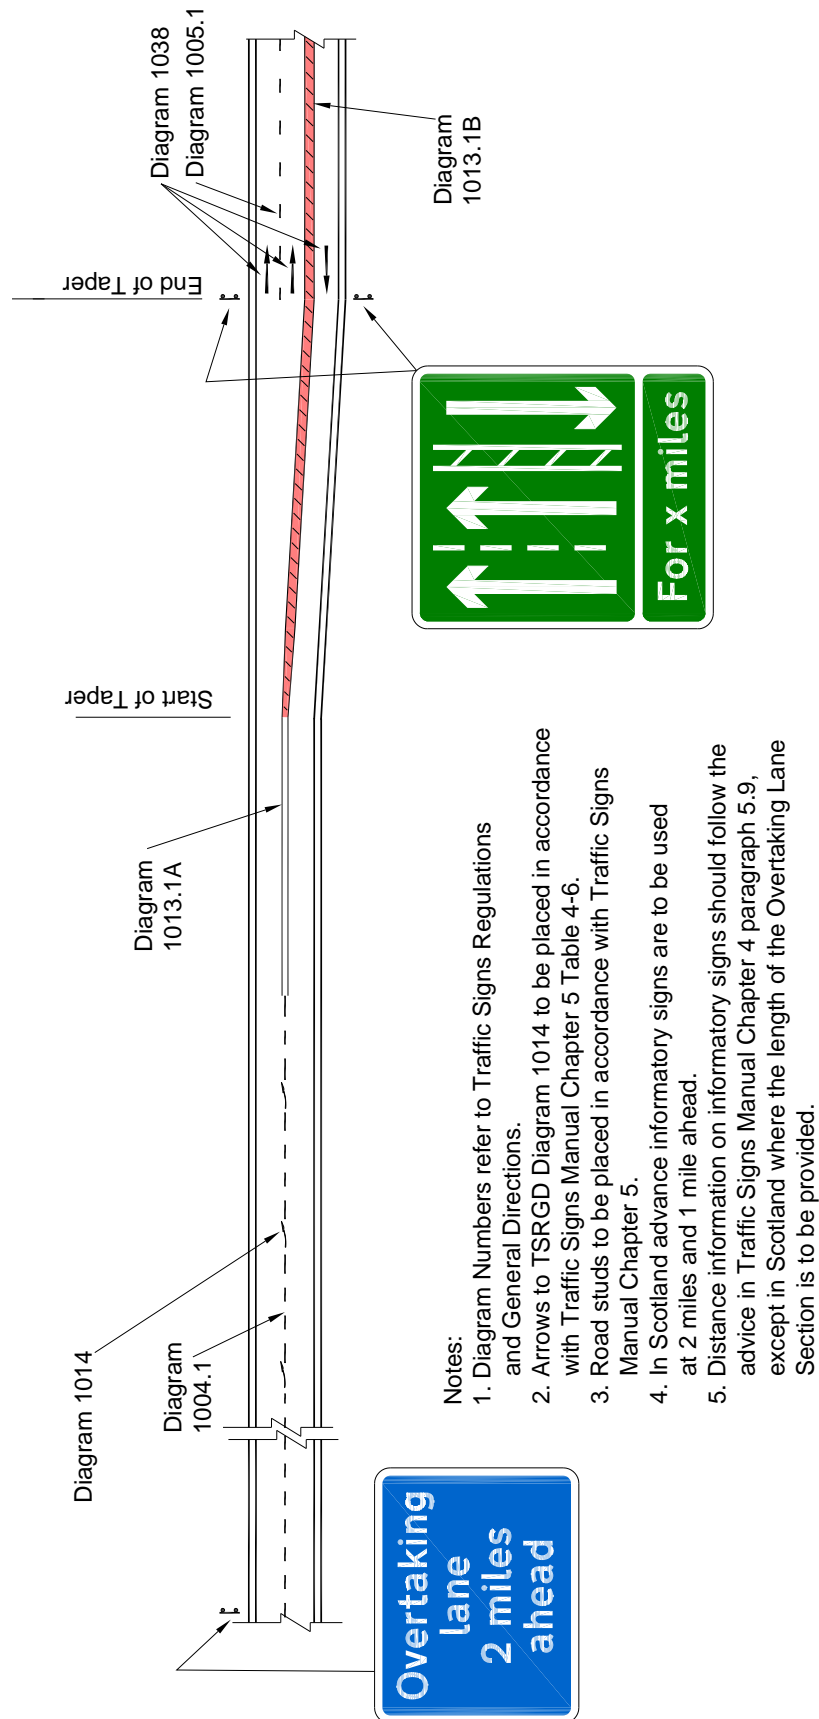 Diagram 1014
Diagram
1004.1
Diagram
1013.1A
Start of Taper
End of Taper
Diagram 1038
Diagram 1005.1
Diagram
1013.1B
Overtaking
lane
2 miles
ahead
For x miles
Notes:
1. Diagram Numbers refer to Traffic Signs Regulations
and General Directions.
2. Arrows to TSRGD Diagram 1014 to be placed in accordance
with Traffic Signs Manual Chapter 5 Table 4-6.
3. Road studs to be placed in accordance with Traffic Signs
Manual Chapter 5.
4. In Scotland advance informatory signs are to be used
at 2 miles and 1 mile ahead.
5. Distance information on informatory signs should follow the
advice in Traffic Signs Manual Chapter 4 paragraph 5.9,
except in Scotland where the length of the Overtaking Lane
Section is to be provided.